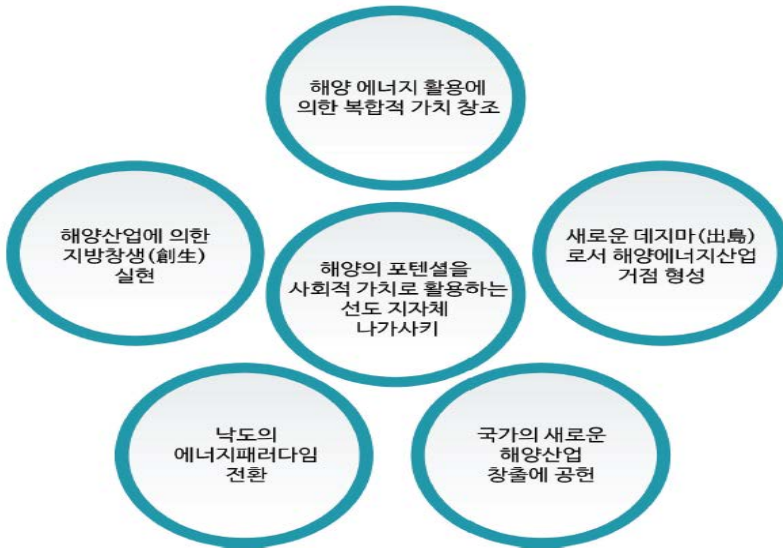 해양 에너지 활용에
의한 복합적 가치 창조
해양산업에 의한
지방창생(創生)
실현
해양의 포텐셜을
사회적 가치로 활용하는
선도 지자체
나가사키
새로운 데지마(出島)
로서 해양에너지산업
거점 형성
낙도의
에너지패러다임
전환
국가의 새로운
해양산업
창출에 공헌